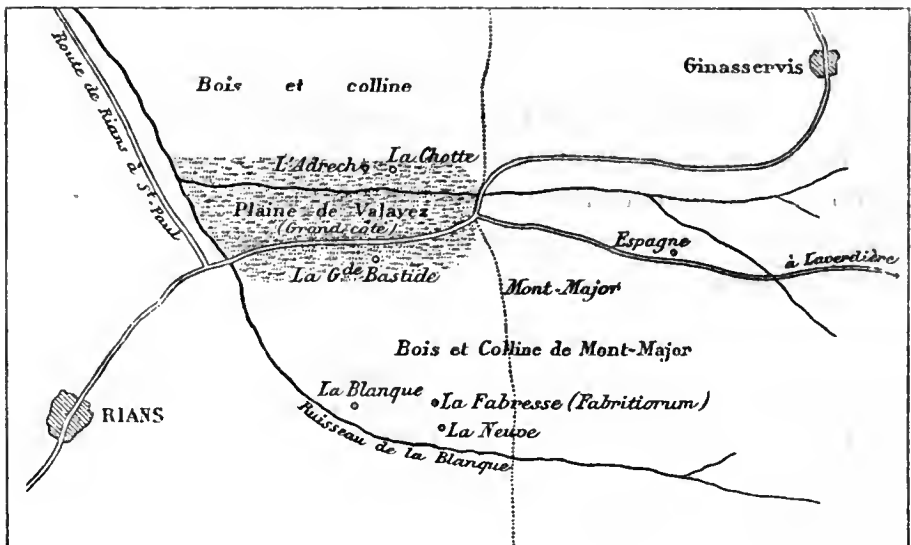 Route de Rians à St-Paul
Bois et colline
Ginasservis
L'Adrech
La Chotte
Plaine de Valavez
(Grand côté)
La Gde Bastide
Espagne
à Laverdière
Mont-Major
Bois et Colline de Mont-Major
La Blanque
La Fabresse (Fabritiorum)
La Neuve
RIANS
Ruisseau de la Blanque